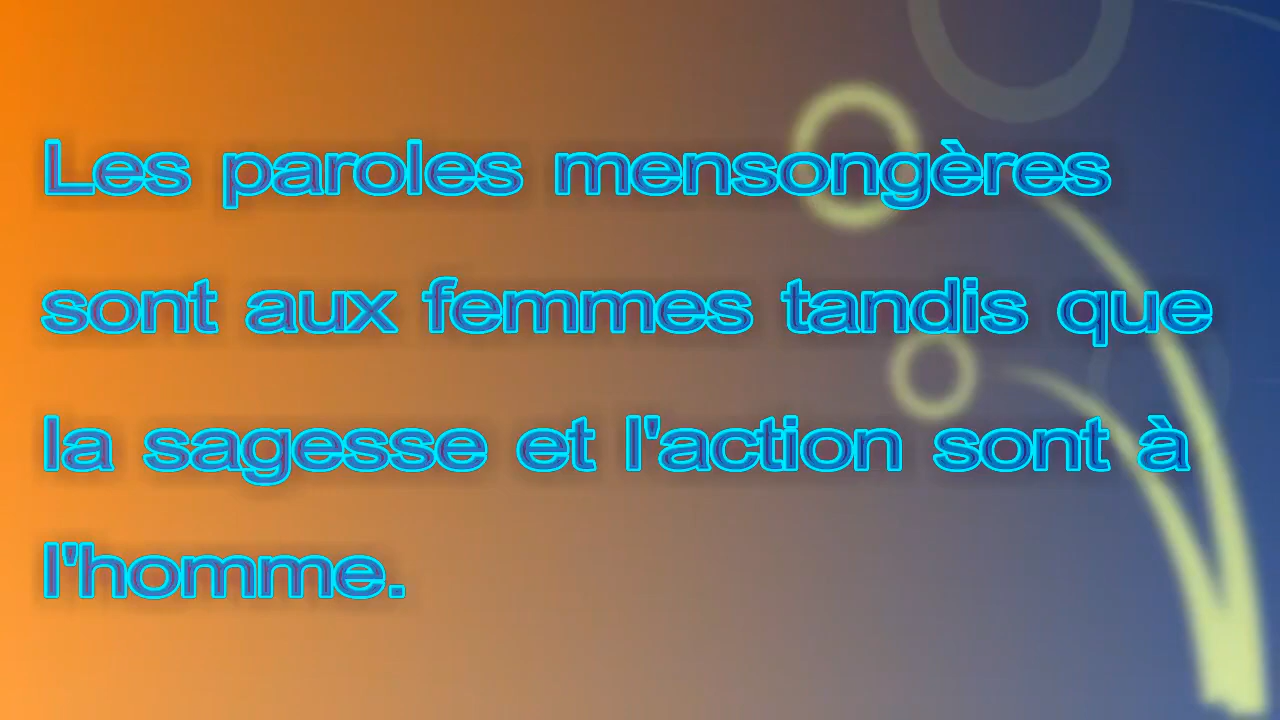 Les paroles mensongères
sont aux femmes tandis que
la sagesse et l'action sont à
l'homme.